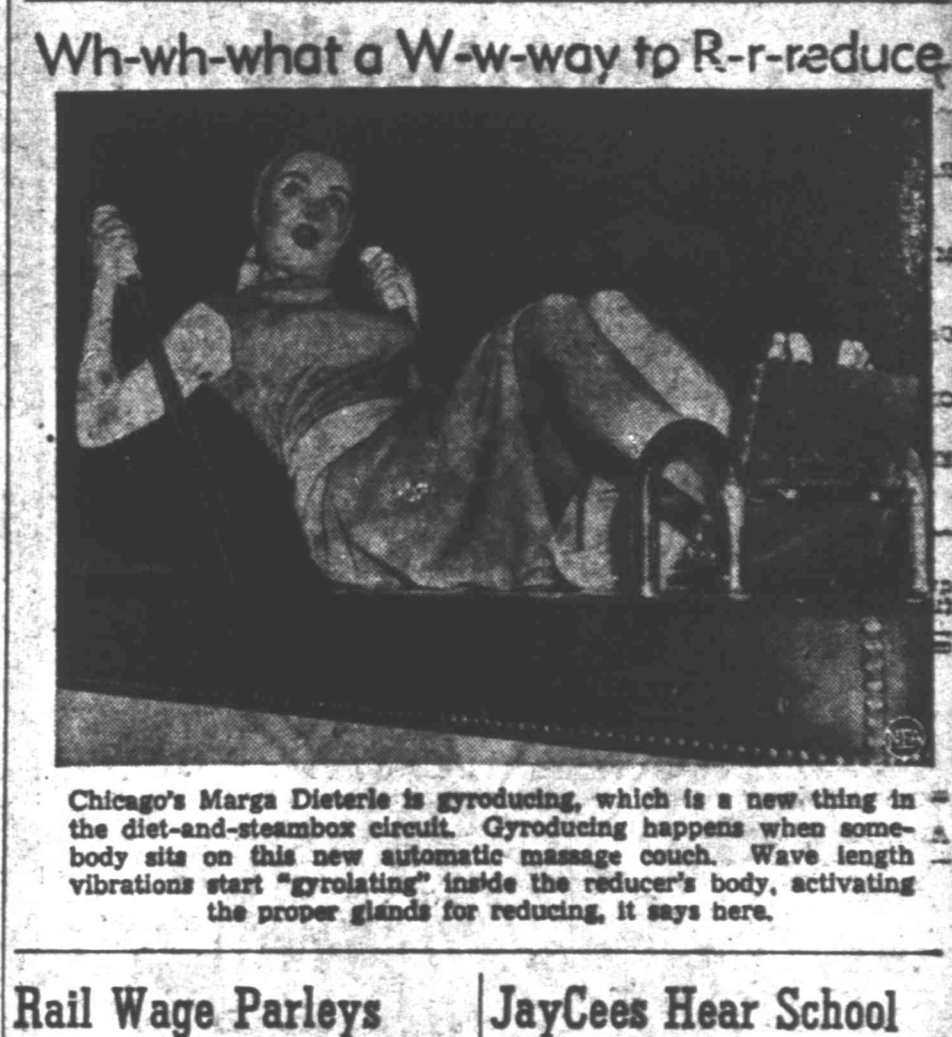 Wh-wh-what a W-w-way to R-r-reduce
NEA
Chicago's Marga Dieterle is gyroducing, which is a new thing in
the diet-and-steambox circuit. Gyroducing happens when some-
body sits on this new automatic massage couch. Wave length
vibrations start "gyrolating" inside the reducer's body, activating
the proper glands for reducing, it says here.
Rail Wage Parleys
JayCees Hear School